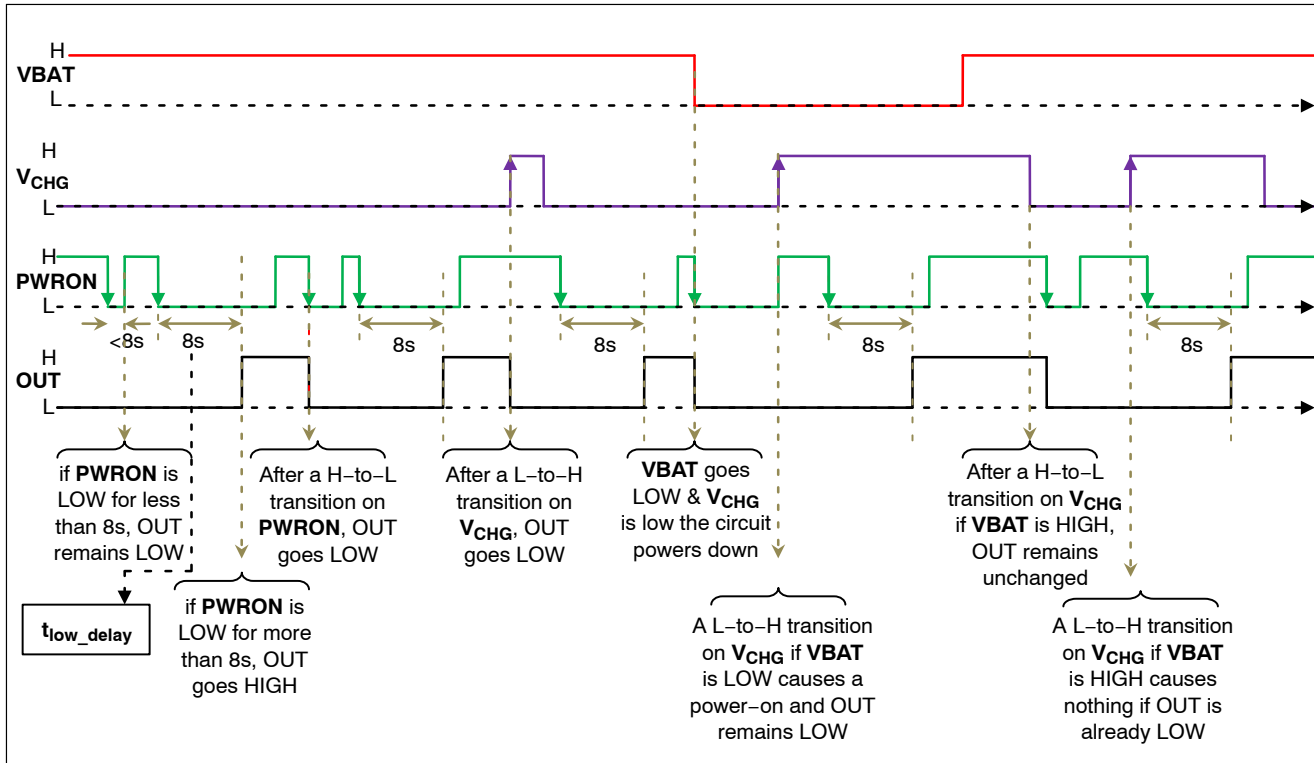 H
VBAT
L
H
VCHG
L
H
PWRON
L
<8s
8s
8s
8s
8s
8s
H
OUT
L
if PWRON is
LOW for less
than 8s, OUT
remains LOW
After a H−to−L
transition on
PWRON, OUT
goes LOW
After a L−to−H
transition on
VCHG, OUT
goes LOW
VBAT goes
LOW & VCHG
is low the circuit
powers down
After a H−to−L
transition on VCHG
if VBAT is HIGH,
OUT remains
unchanged
tlow_delay
if PWRON is
LOW for more
than 8s, OUT
goes HIGH
A L−to−H transition
on VCHG if VBAT
is LOW causes a
power−on and OUT
remains LOW
A L−to−H transition
on VCHG if VBAT
is HIGH causes
nothing if OUT is
already LOW